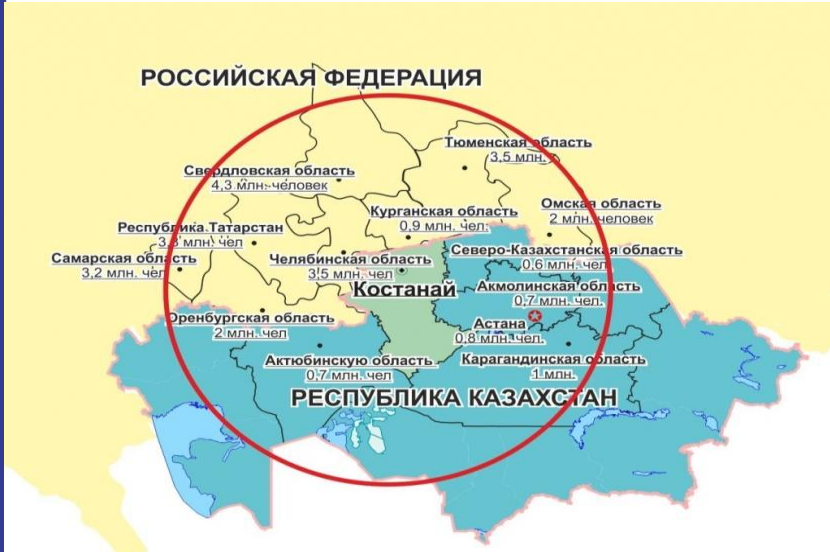 РОССИЙСКАЯ ФЕДЕРАЦИЯ
Тюменская область
3,5 млн.
Свердловская область
4,3 млн. человек
Омская область
2 млн. человек
Курганская область
0,9 млн. чел.
Республика Татарстан
3,8 млн. чел
Самарская область
3,2 млн. чел
Челябинская область
3,5 млн. чел
Северо-Казахстанская область
0,6 млн. чел.
Костанай
Акмолинская область
0,7 млн. чел.
Оренбургская область
2 млн. чел
Астана
0,8 млн. чел.
Актюбинскую область
0,7 млн. чел
Карагандинская область
1 млн.
РЕСПУБЛИКА КАЗАХСТАН